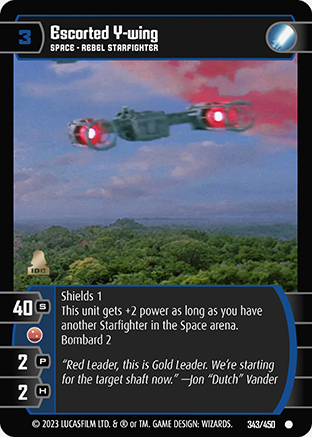 3
Escorted Y-wing
SPACE • REBEL STARFIGHTER
40 S
Shields 1
This unit gets +2 power as long as you have
another Starfighter in the Space arena.
Bombard 2
2 P
2 H
“Red Leader, this is Gold Leader. We’re starting
for the target shaft now.” —Jon “Dutch” Vander
© 2023 LUCASFILM LTD. & ® or TM. GAME DESIGN: WIZARDS.
343/450